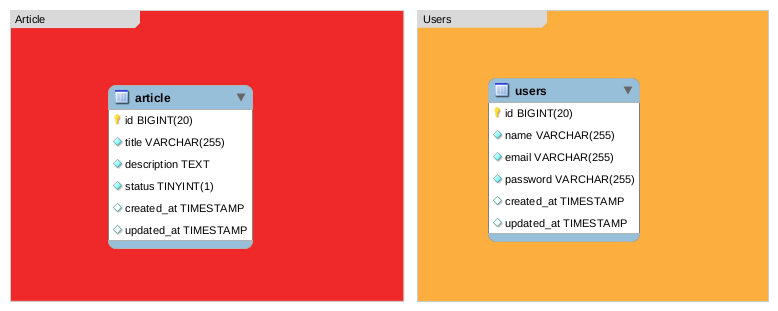 Article
article
id BIGINT(20)
title VARCHAR(255)
description TEXT
status TINYINT(1)
created_at TIMESTAMP
updated_at TIMESTAMP
Users
users
id BIGINT(20)
name VARCHAR(255)
email VARCHAR(255)
password VARCHAR(255)
created_at TIMESTAMP
updated_at TIMESTAMP